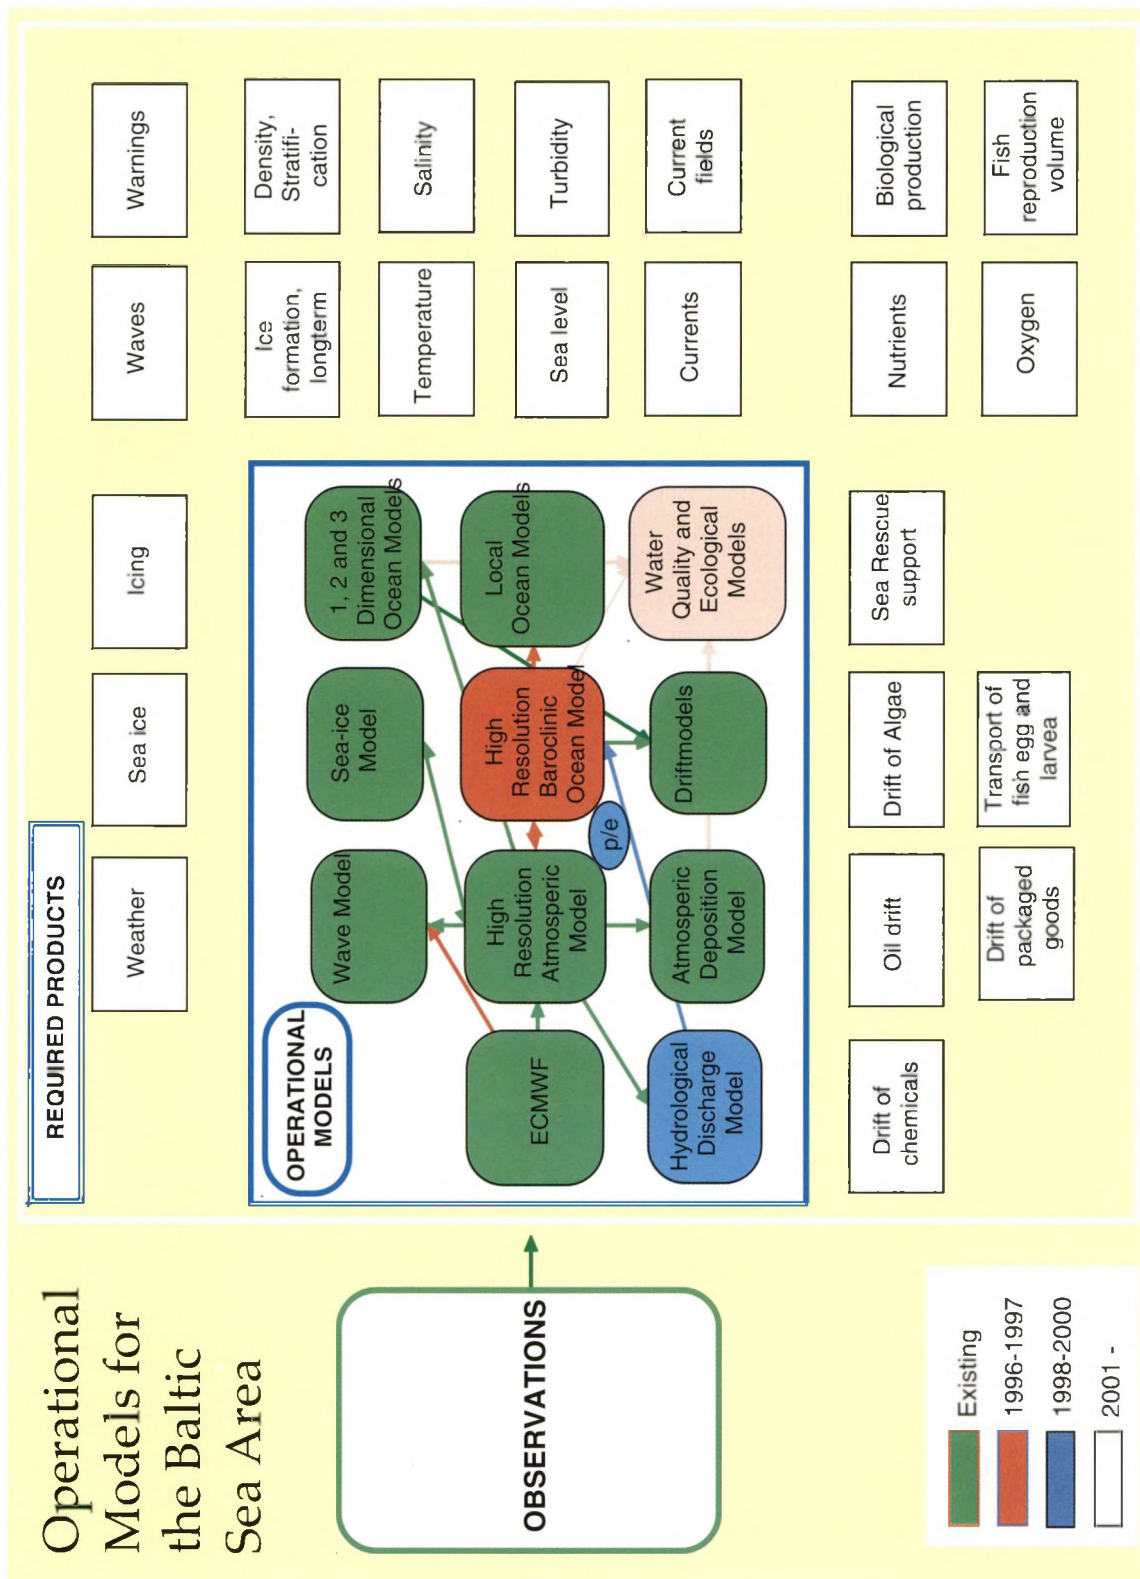 Operational
Models for
the Baltic
Sea Area
OBSERVATIONS
Existing
1996-1997
1998-2000
2001 -
REQUIRED PRODUCTS
Weather
Sea ice
Icing
Waves
Warnings
OPERATIONAL
MODELS
Wave Model
Sea-ice
Model
1, 2 and 3
Dimensional
Ocean Models
ECMWF
High
Resolution
Atmosperic
Model
High
Resolution
Baroclinic
Ocean Model
Local
Ocean Models
p/e
Hydrological
Discharge
Model
Atmosperic
Deposition
Model
Driftmodels
Water
Quality and
Ecological
Models
Ice
formation,
longterm
Density,
Stratifi-
cation
Temperature
Salinity
Sea level
Turbidity
Currents
Current
fields
Drift of
chemicals
Oil drift
Drift of Algae
Sea Rescue
support
Nutrients
Biological
production
Drift of
packaged
goods
Transport of
fish egg and
larvea
Oxygen
Fish
reproduction
volume